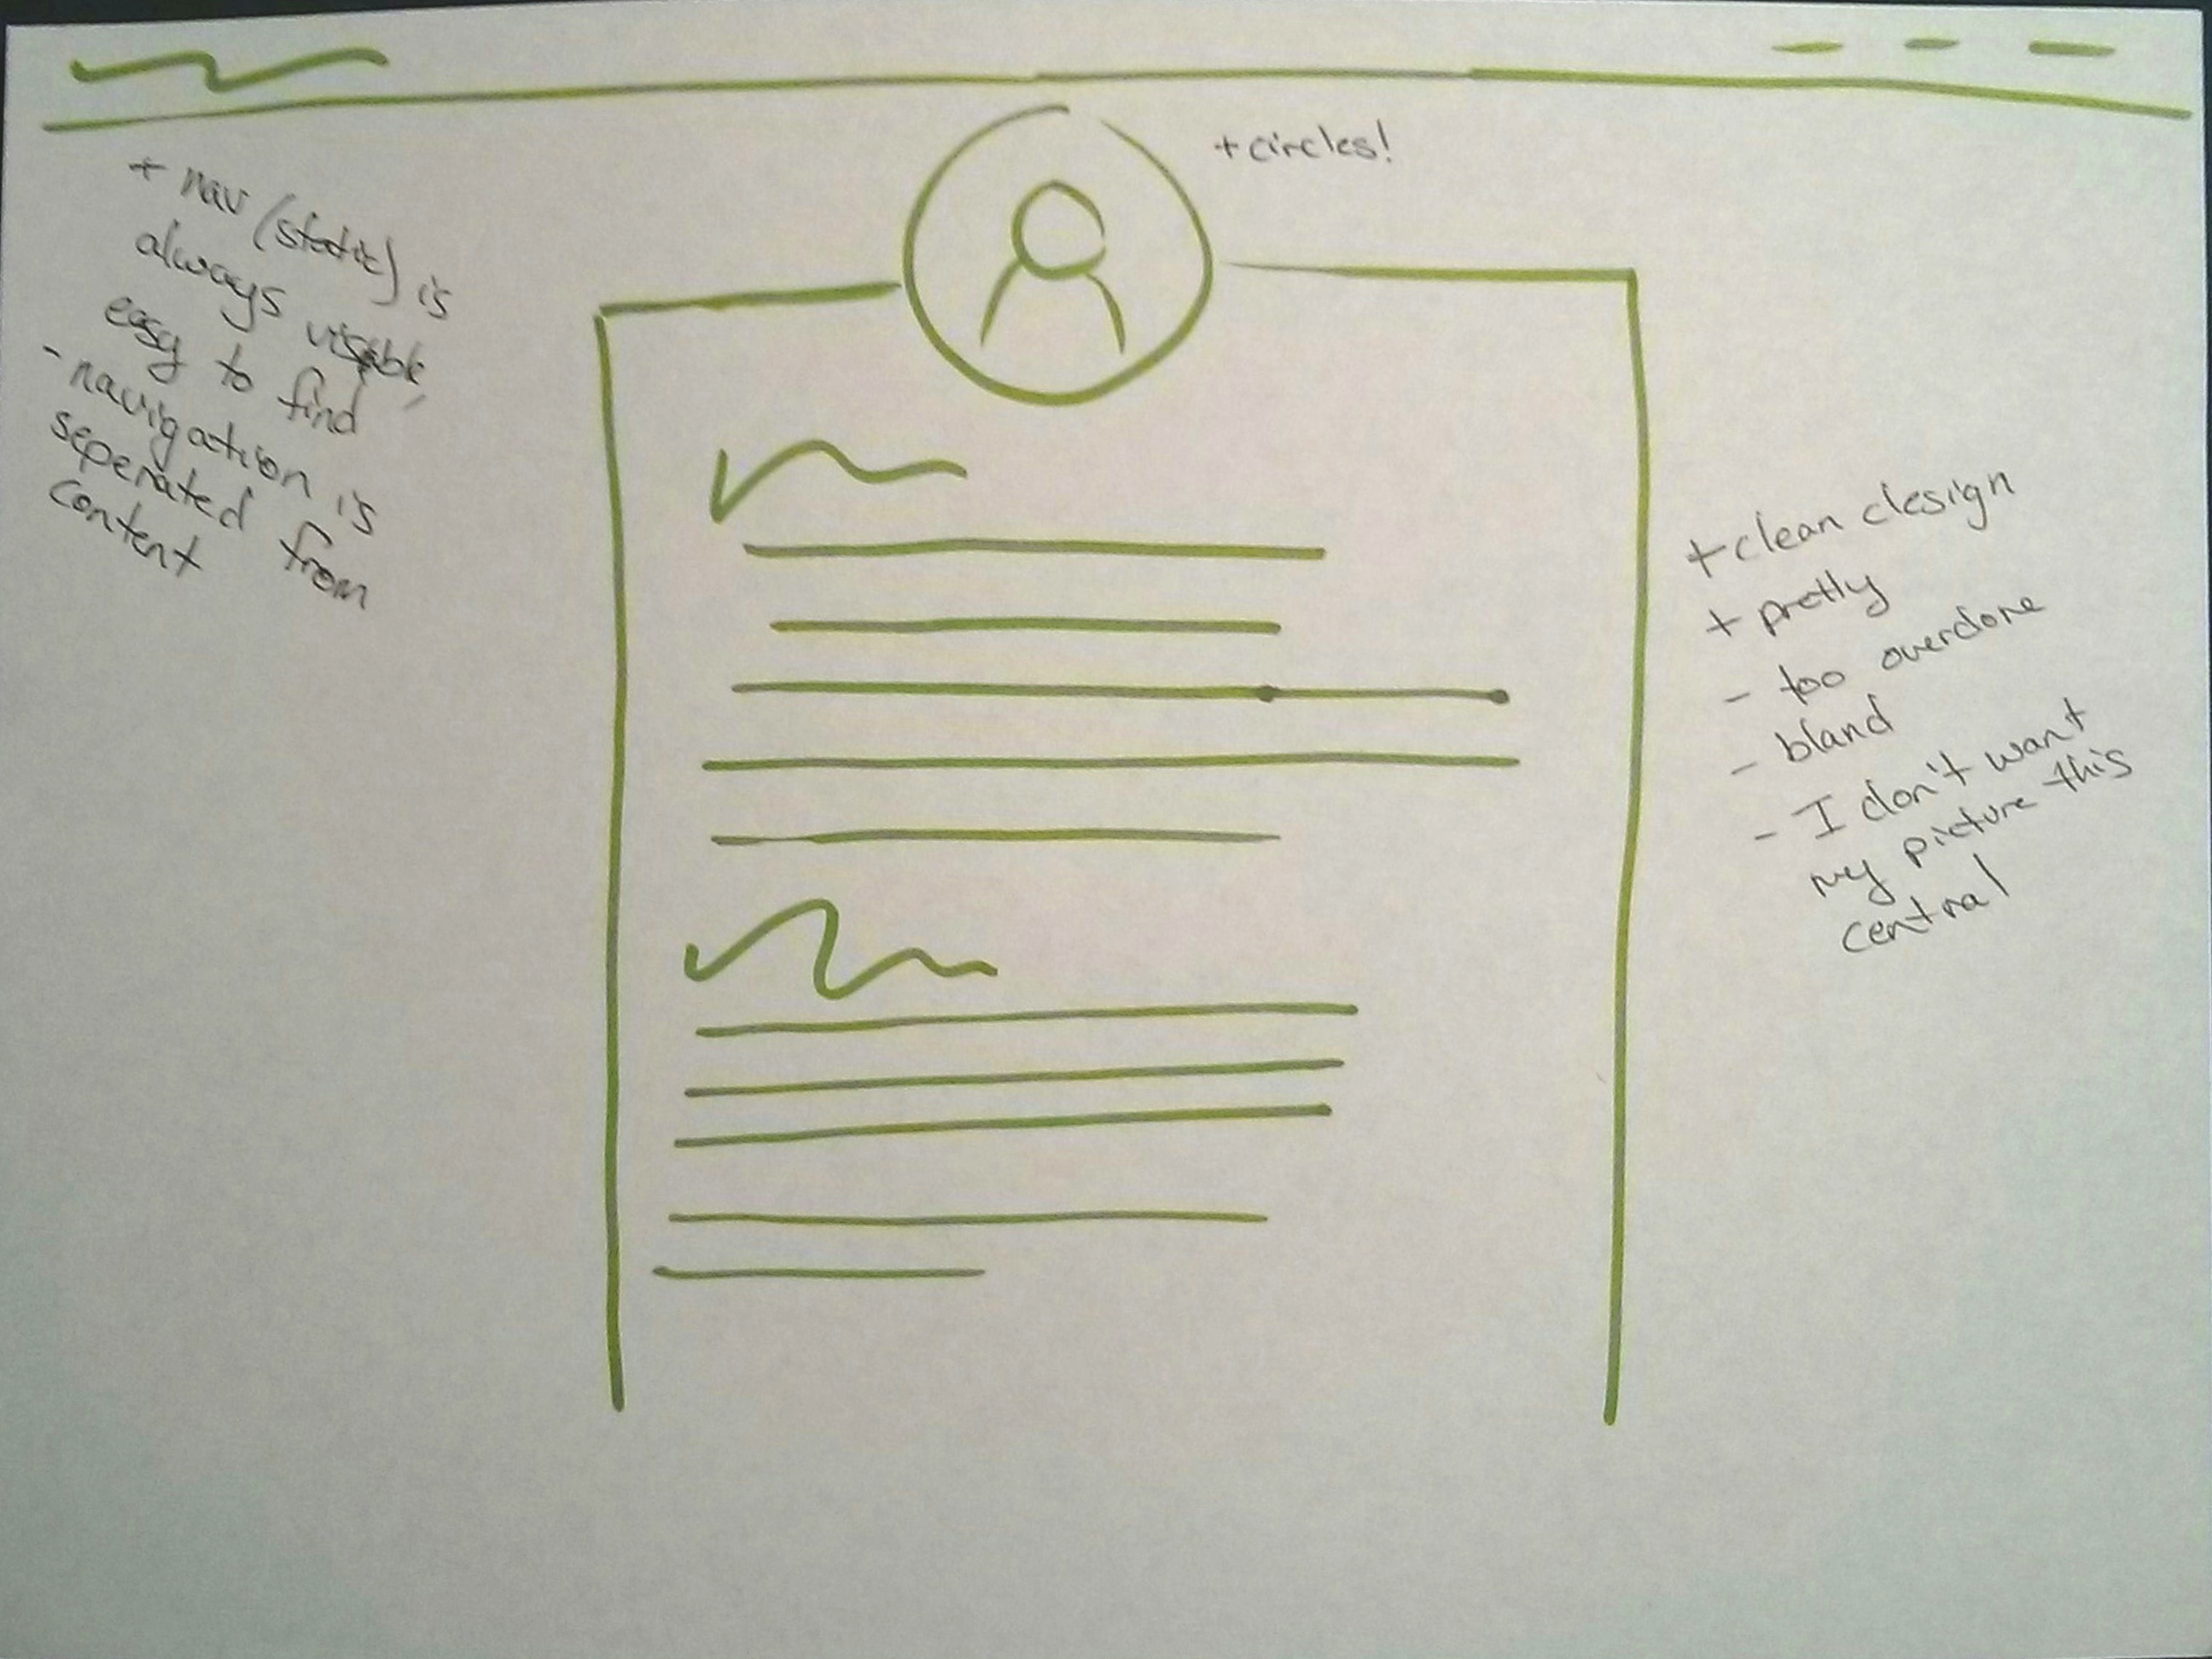 + circles!
+ nav (static) is
always visible,
easy to find
- navigation is
seperated from
content
+ clean design
+ pretty
- too overdone
- bland
- I don't want
my picture this
central